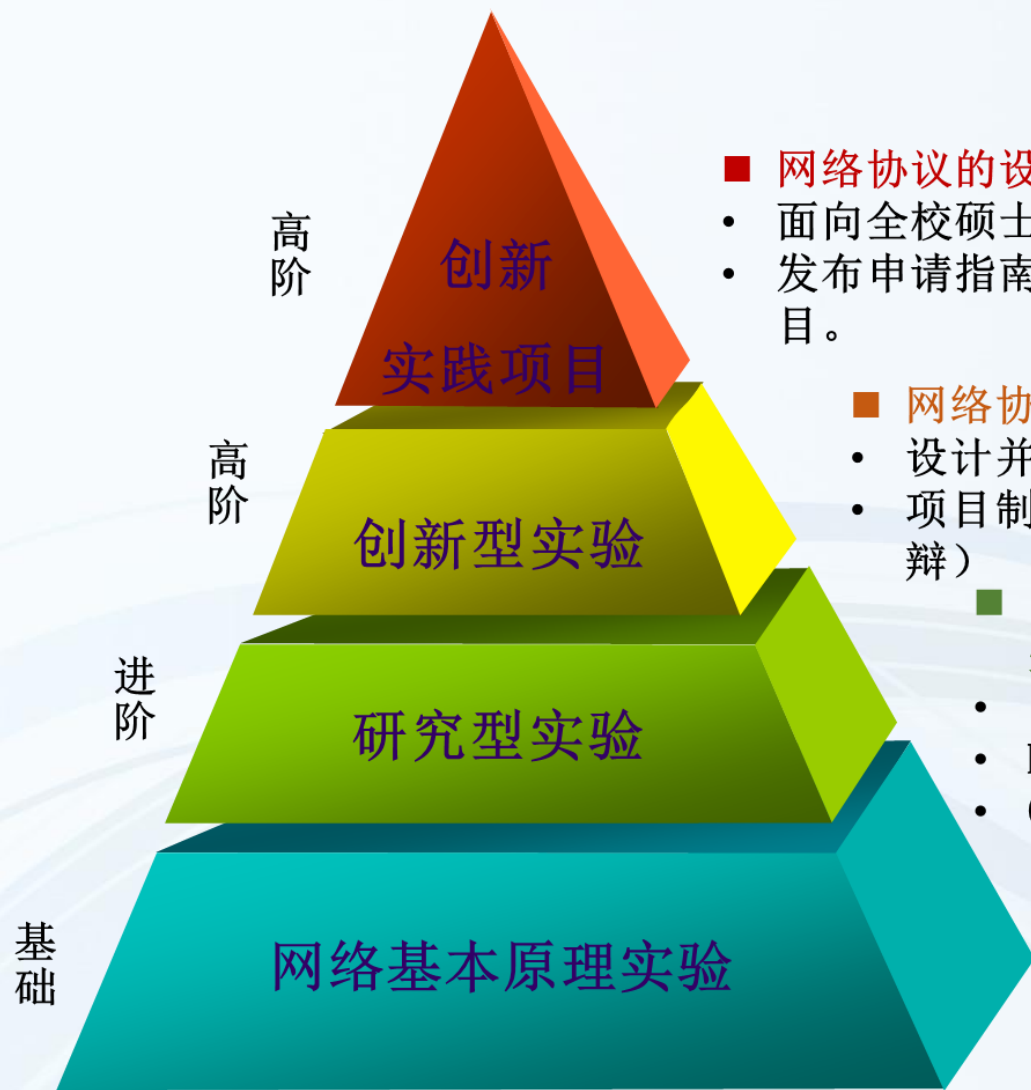 高阶
创新
实践项目
■ 网络协议的设
• 面向全校硕士
• 发布申请指南
目。
高阶
创新型实验
■ 网络协
• 设计并
• 项目制
辩）
进阶
研究型实验
基础
网络基本原理实验